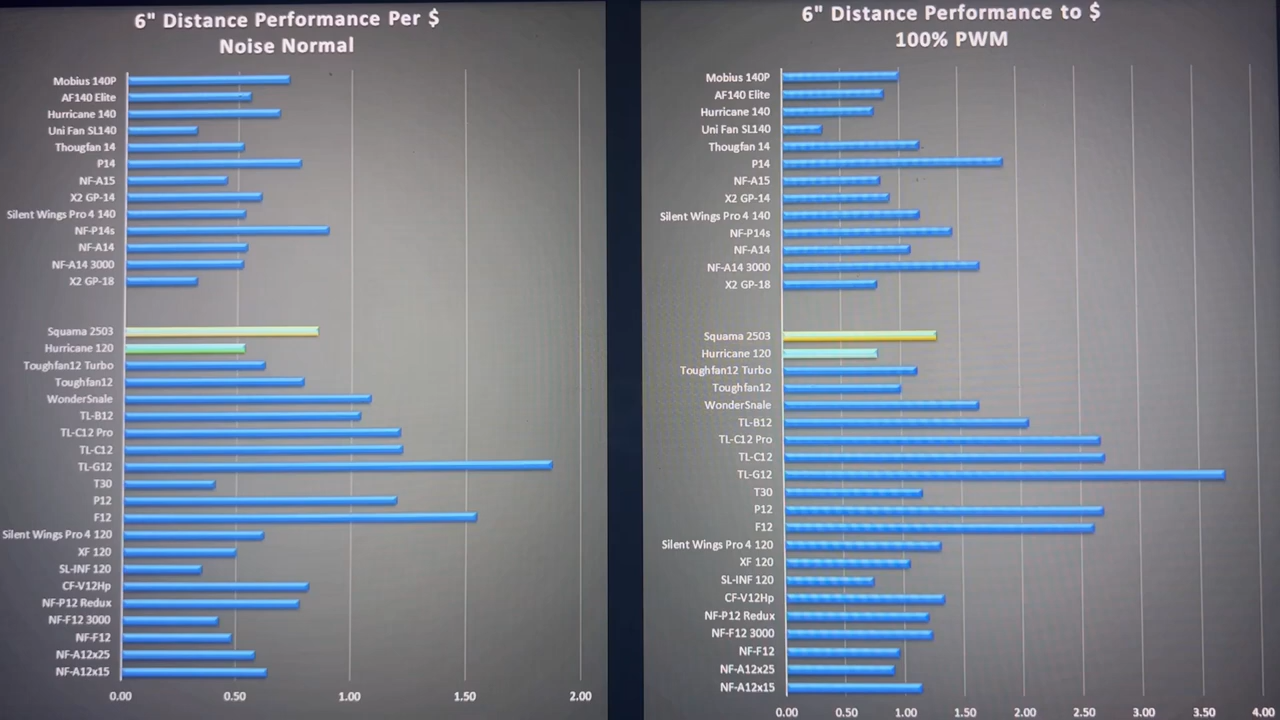 6" Distance Performance Per $
Noise Normal
Mobius 140P
AF140 Elite
Hurricane 140
Uni Fan SL140
Thougfan 14
P14
NF-A15
X2 GP-14
Silent Wings Pro 4 140
NF-P14s
NF-A14
NF-A14 3000
X2 GP-18
Squama 2503
Hurricane 120
Toughfan12 Turbo
Toughfan12
WonderSnale
TL-B12
TL-C12 Pro
TL-C12
TL-G12
T30
P12
F12
Silent Wings Pro 4 120
XF 120
SL-INF 120
CF-V12Hp
NF-P12 Redux
NF-F12 3000
NF-F12
NF-A12x25
NF-A12x15
0.00 0.50 1.00 1.50 2.00
6" Distance Performance to $
100% PWM
Mobius 140P
AF140 Elite
Hurricane 140
Uni Fan SL140
Thougfan 14
P14
NF-A15
X2 GP-14
Silent Wings Pro 4 140
NF-P14s
NF-A14
NF-A14 3000
X2 GP-18
Squama 2503
Hurricane 120
Toughfan12 Turbo
Toughfan12
WonderSnale
TL-B12
TL-C12 Pro
TL-C12
TL-G12
T30
P12
F12
Silent Wings Pro 4 120
XF 120
SL-INF 120
CF-V12Hp
NF-P12 Redux
NF-F12 3000
NF-F12
NF-A12x25
NF-A12x15
0.00 0.50 1.00 1.50 2.00 2.50 3.00 3.50 4.00